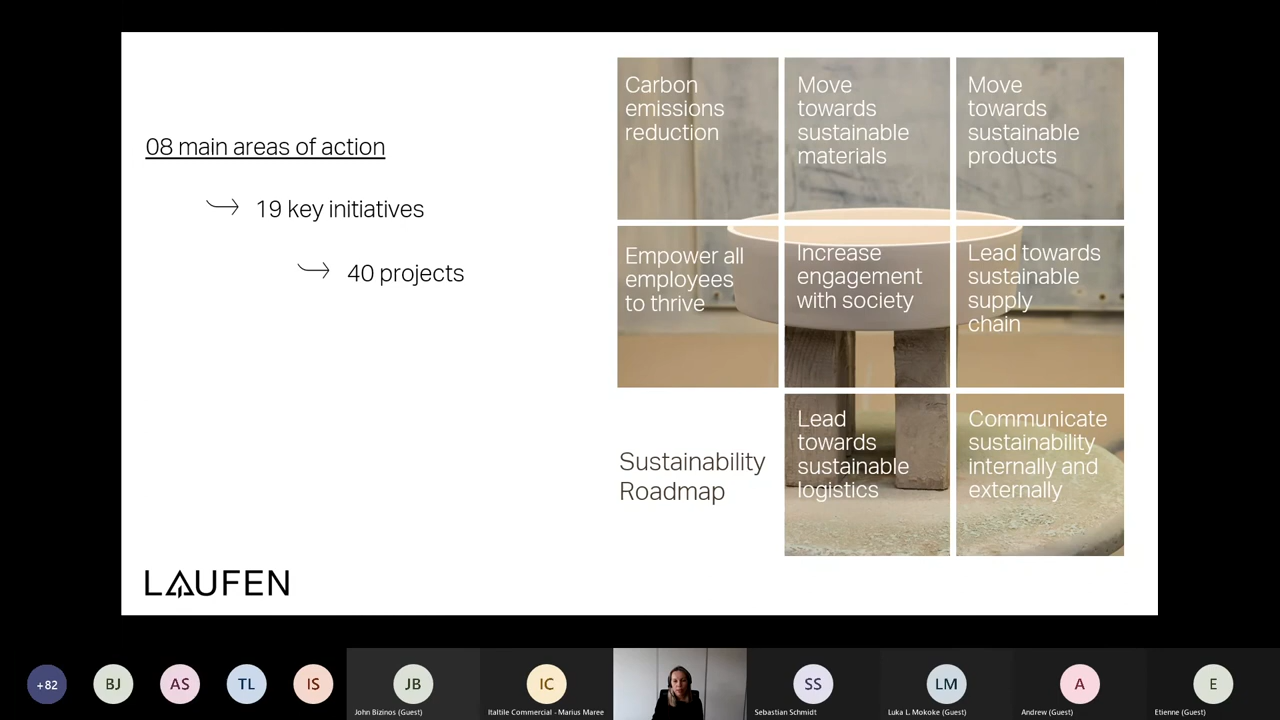 08 main areas of action
19 key initiatives
40 projects
Carbon
emissions
reduction
Move
towards
sustainable
materials
Move
towards
sustainable
products
Empower all
employees
to thrive
Increase
engagement
with society
Lead towards
sustainable
supply
chain
Sustainability
Roadmap
Lead
towards
sustainable
logistics
Communicate
sustainability
internally and
externally
LAUFEN
+82
BJ
AS
TL
IS
JB
John Bizinos (Guest)
IC
Italtile Commercial - Marius Maree
SS
Sebastian Schmidt
LM
Luka L. Mokoke (Guest)
A
Andrew (Guest)
E
Etienne (Guest)